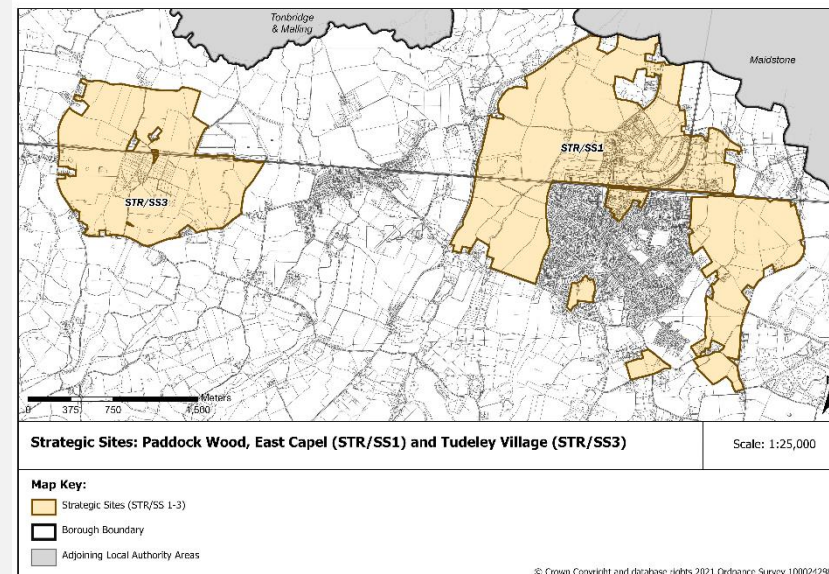 Tonbridge
& Malling
Maidstone
STR/SS1
STR/SS3
Meters
0 375 750 1,500
Strategic Sites: Paddock Wood, East Capel (STR/SS1) and Tudeley Village (STR/SS3)
Scale: 1:25,000
Map Key:
Strategic Sites (STR/SS 1-3)
Borough Boundary
Adjoining Local Authority Areas
© Crown Copyright and database rights 2021 Ordnance Survey 100024298